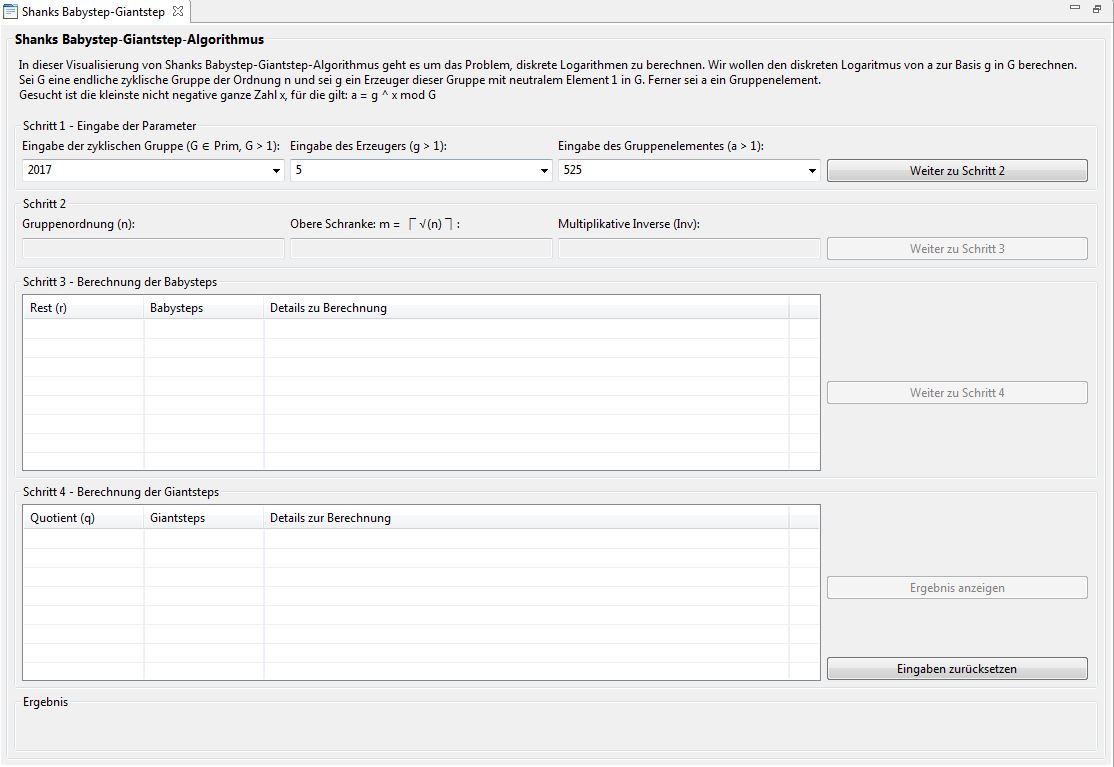 Shanks Babystep-Giantstep
Shanks Babystep-Giantstep-Algorithmus
In dieser Visualisierung von Shanks Babystep-Giantstep-Algorithmus geht es um das Problem, diskrete Logarithmen zu berechnen. Wir wollen den diskreten Logaritmus von a zur Basis g in G berechnen.
Sei G eine endliche zyklische Gruppe der Ordnung n und sei g ein Erzeuger dieser Gruppe mit neutralem Element 1 in G. Ferner sei a ein Gruppenelement.
Gesucht ist die kleinste nicht negative ganze Zahl x, für die gilt: a = g ^ x mod G
Schritt 1 - Eingabe der Parameter
Eingabe der zyklischen Gruppe (G ∈ Prim, G > 1): Eingabe des Erzeugers (g > 1): Eingabe des Gruppenelementes (a > 1):
2017 5 525 Weiter zu Schritt 2
Schritt 2
Gruppenordnung (n): Obere Schranke: m = ⌈ √(n) ⌉ : Multiplikative Inverse (Inv):
Weiter zu Schritt 3
Schritt 3 - Berechnung der Babysteps
Rest (r) Babysteps Details zu Berechnung
Weiter zu Schritt 4
Schritt 4 - Berechnung der Giantsteps
Quotient (q) Giantsteps Details zur Berechnung
Ergebnis anzeigen
Eingaben zurücksetzen
Ergebnis